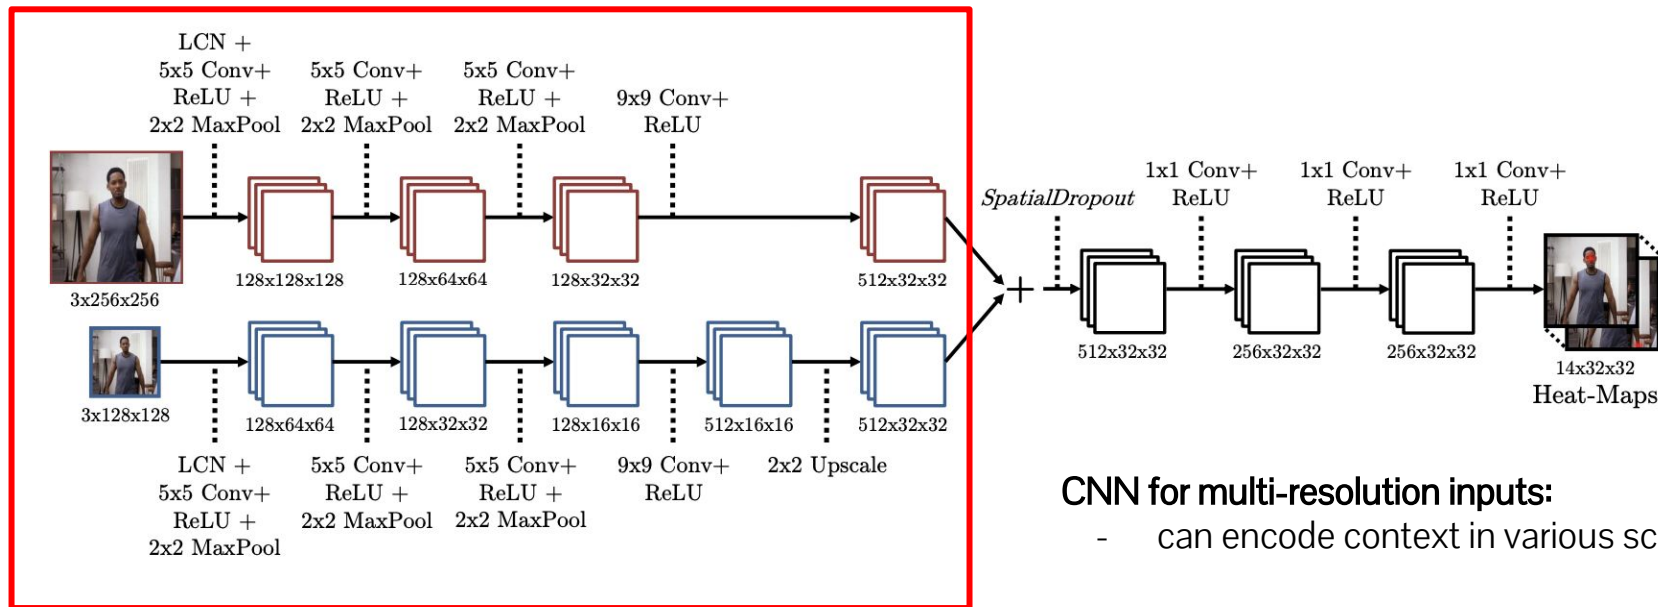 LCN +
5x5 Conv+
ReLU +
2x2 MaxPool
5x5 Conv+
ReLU +
2x2 MaxPool
5x5 Conv+
ReLU +
2x2 MaxPool
9x9 Conv+
ReLU
3x256x256
128x128x128
128x64x64
128x32x32
512x32x32
3x128x128
128x64x64
128x32x32
128x16x16
512x16x16
512x32x32
LCN +
5x5 Conv+
ReLU +
2x2 MaxPool
5x5 Conv+
ReLU +
2x2 MaxPool
5x5 Conv+
ReLU +
2x2 MaxPool
9x9 Conv+
ReLU
2x2 Upscale
+
SpatialDropout
1x1 Conv+
ReLU
1x1 Conv+
ReLU
1x1 Conv+
ReLU
512x32x32
256x32x32
256x32x32
14x32x32
Heat-Maps
CNN for multi-resolution inputs:
- can encode context in various sc